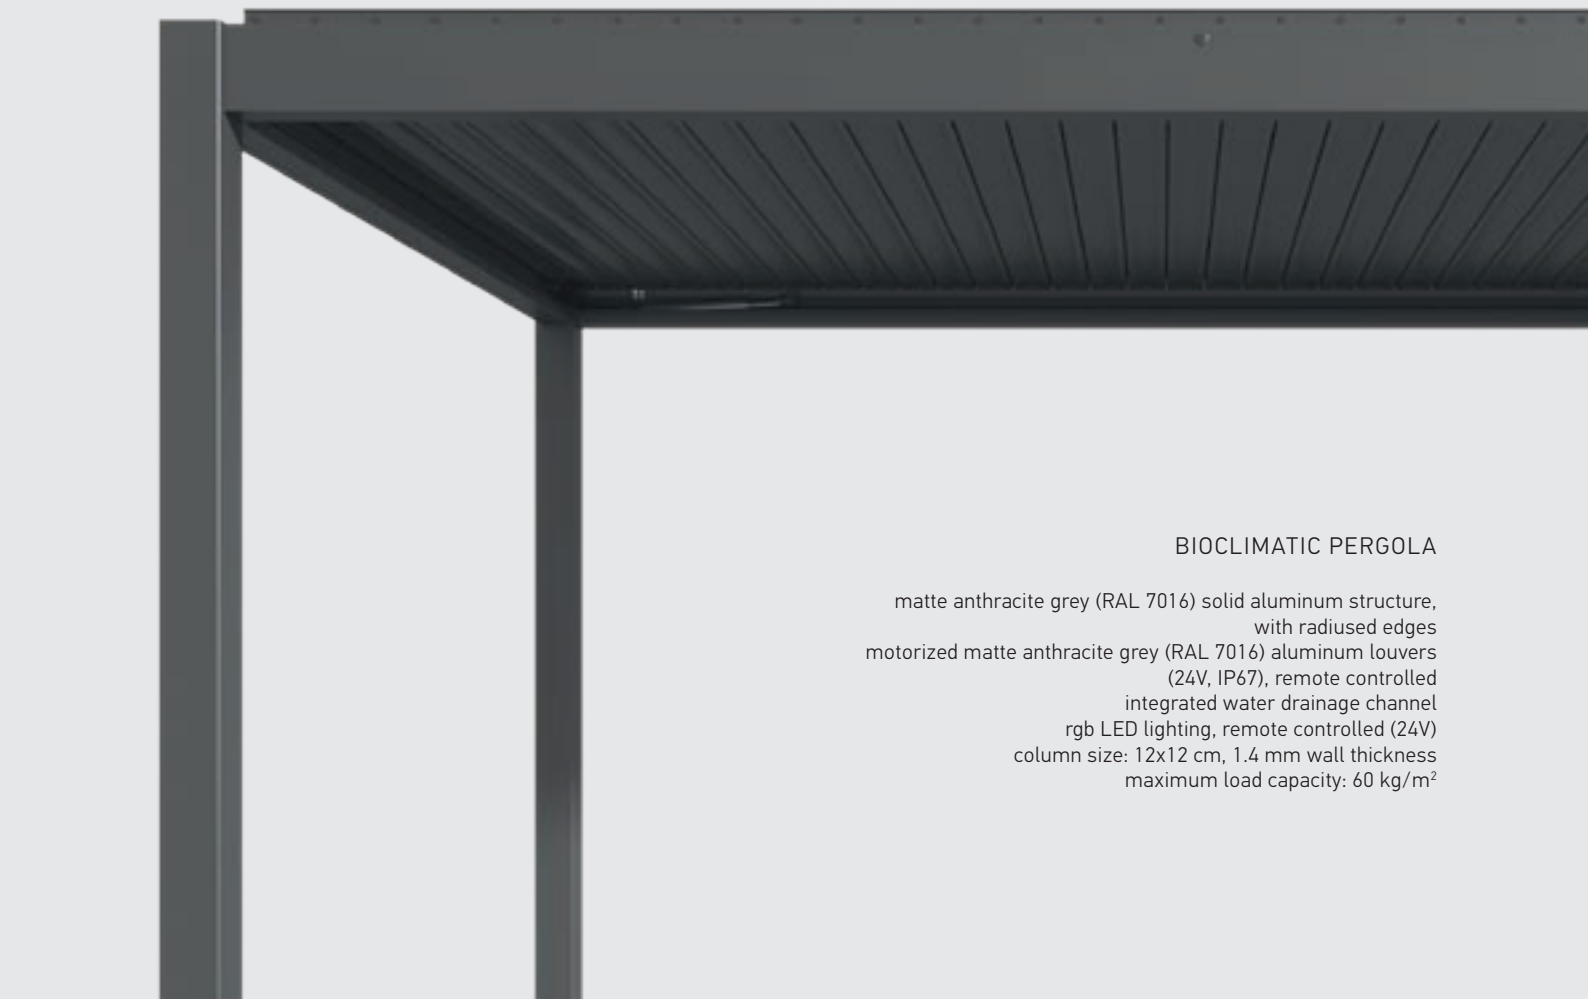 BIOCLIMATIC PERGOLA
matte anthracite grey (RAL 7016) solid aluminum structure,
with radiused edges
motorized matte anthracite grey (RAL 7016) aluminum louvers
(24V, IP67), remote controlled
integrated water drainage channel
rgb LED lighting, remote controlled (24V)
column size: 12x12 cm, 1.4 mm wall thickness
maximum load capacity: 60 kg/m²